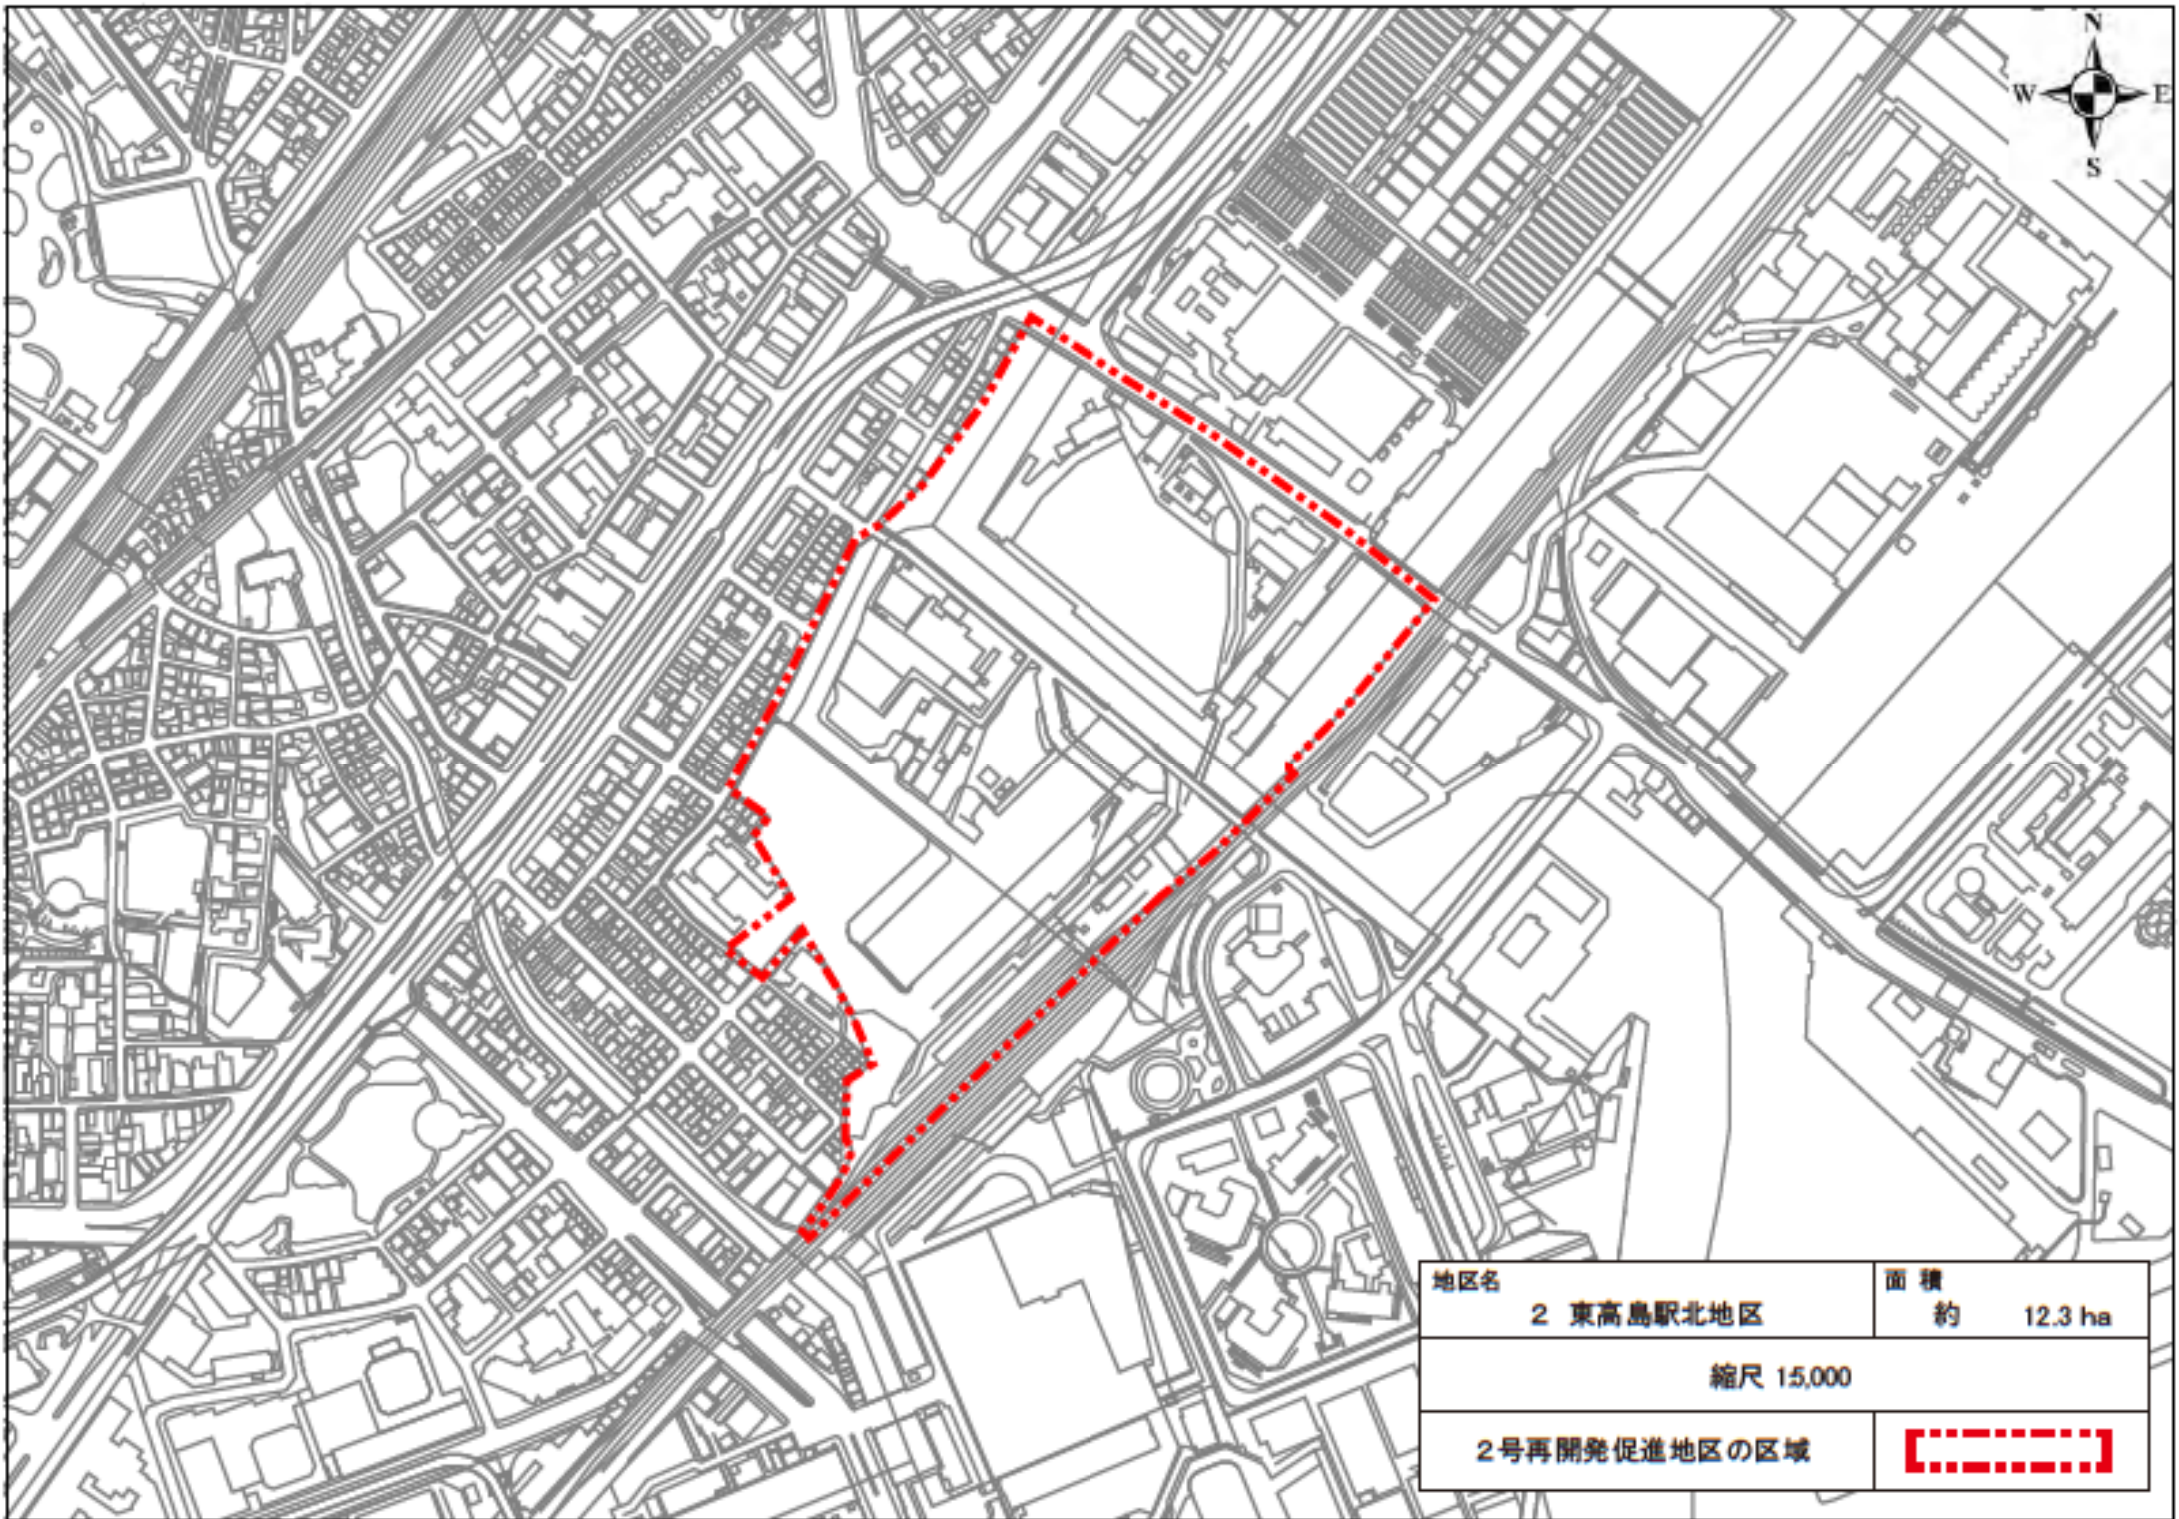 N
W E
S
地区名
2 東高島駅北地区
面 積
約 12.3 ha
縮尺 15,000
2号再開発促進地区の区域